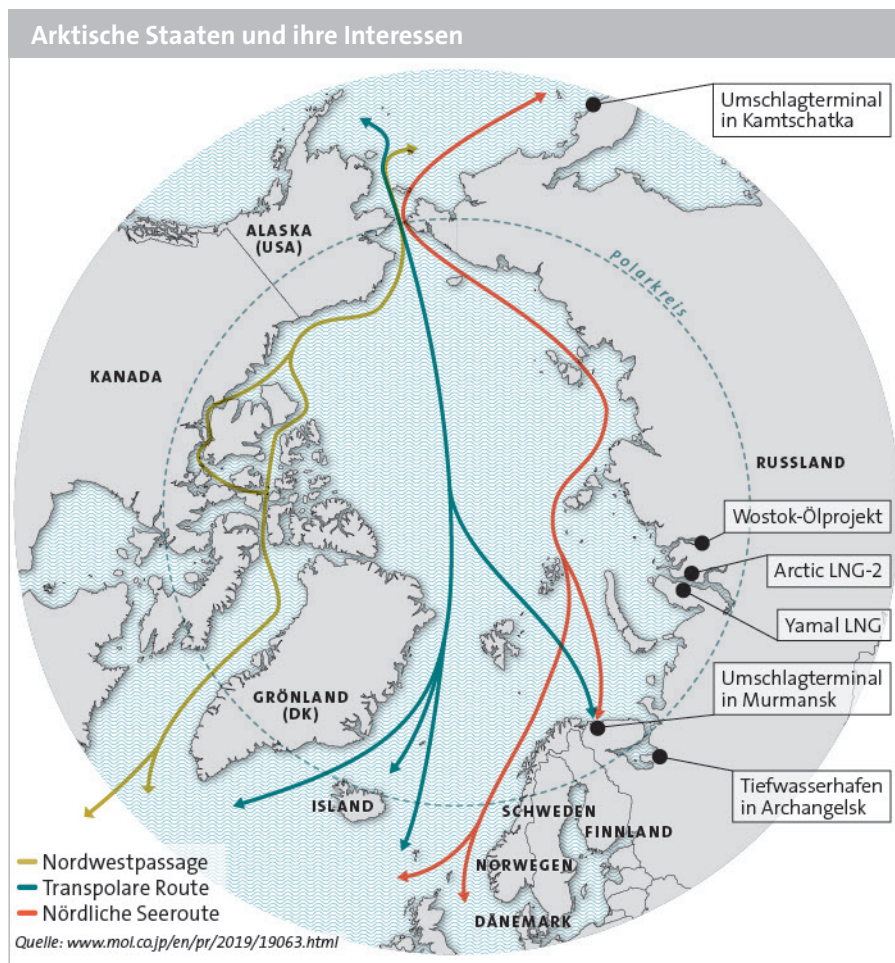 Arktische Staaten und ihre Interessen
Umschlagterminal
in Kamtschatka
ALASKA
(USA)
polarkreis
KANADA
RUSSLAND
Wostok-Ölprojekt
Arctic LNG-2
Yamal LNG
Umschlagterminal
in Murmansk
GRÖNLAND
(DK)
Tiefwasserhafen
in Archangelsk
ISLAND
SCHWEDEN
FINNLAND
NORWEGEN
DÄNEMARK
Nordwestpassage
Transpolare Route
Nördliche Seeroute
Quelle: www.mol.co.jp/en/pr/2019/19063.html